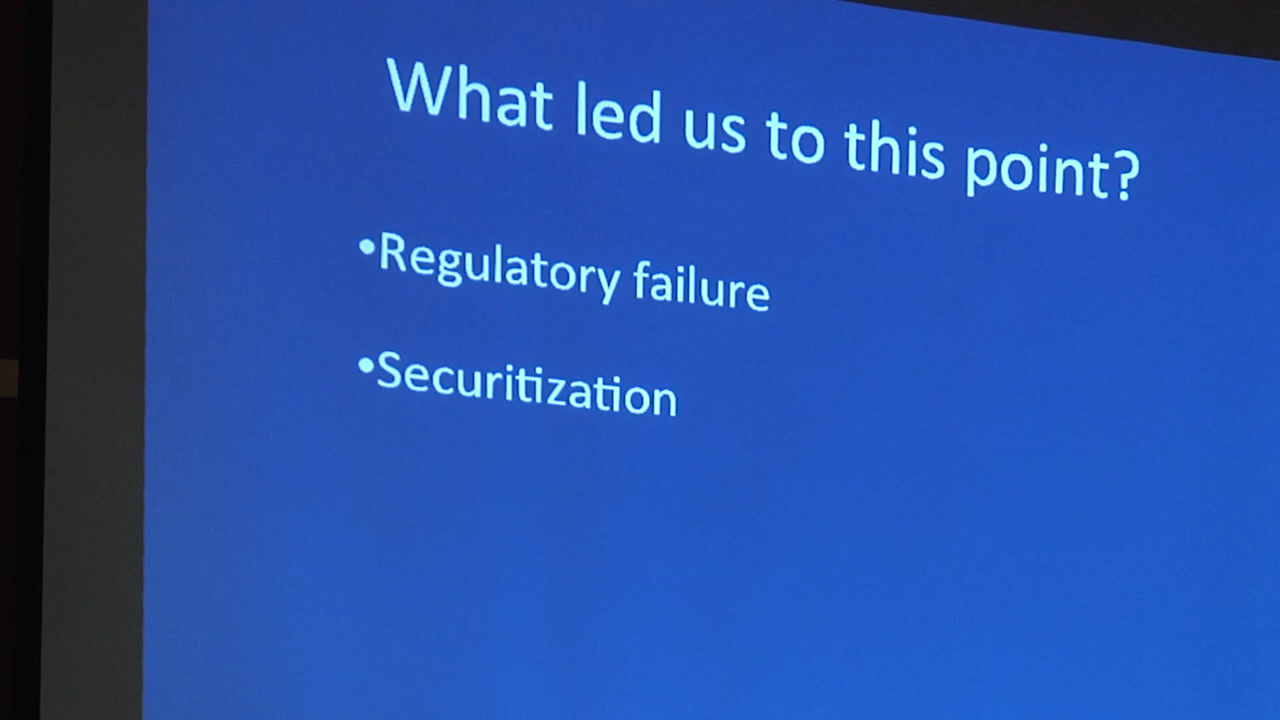 What led us to this point?
•Regulatory failure
•Securitization